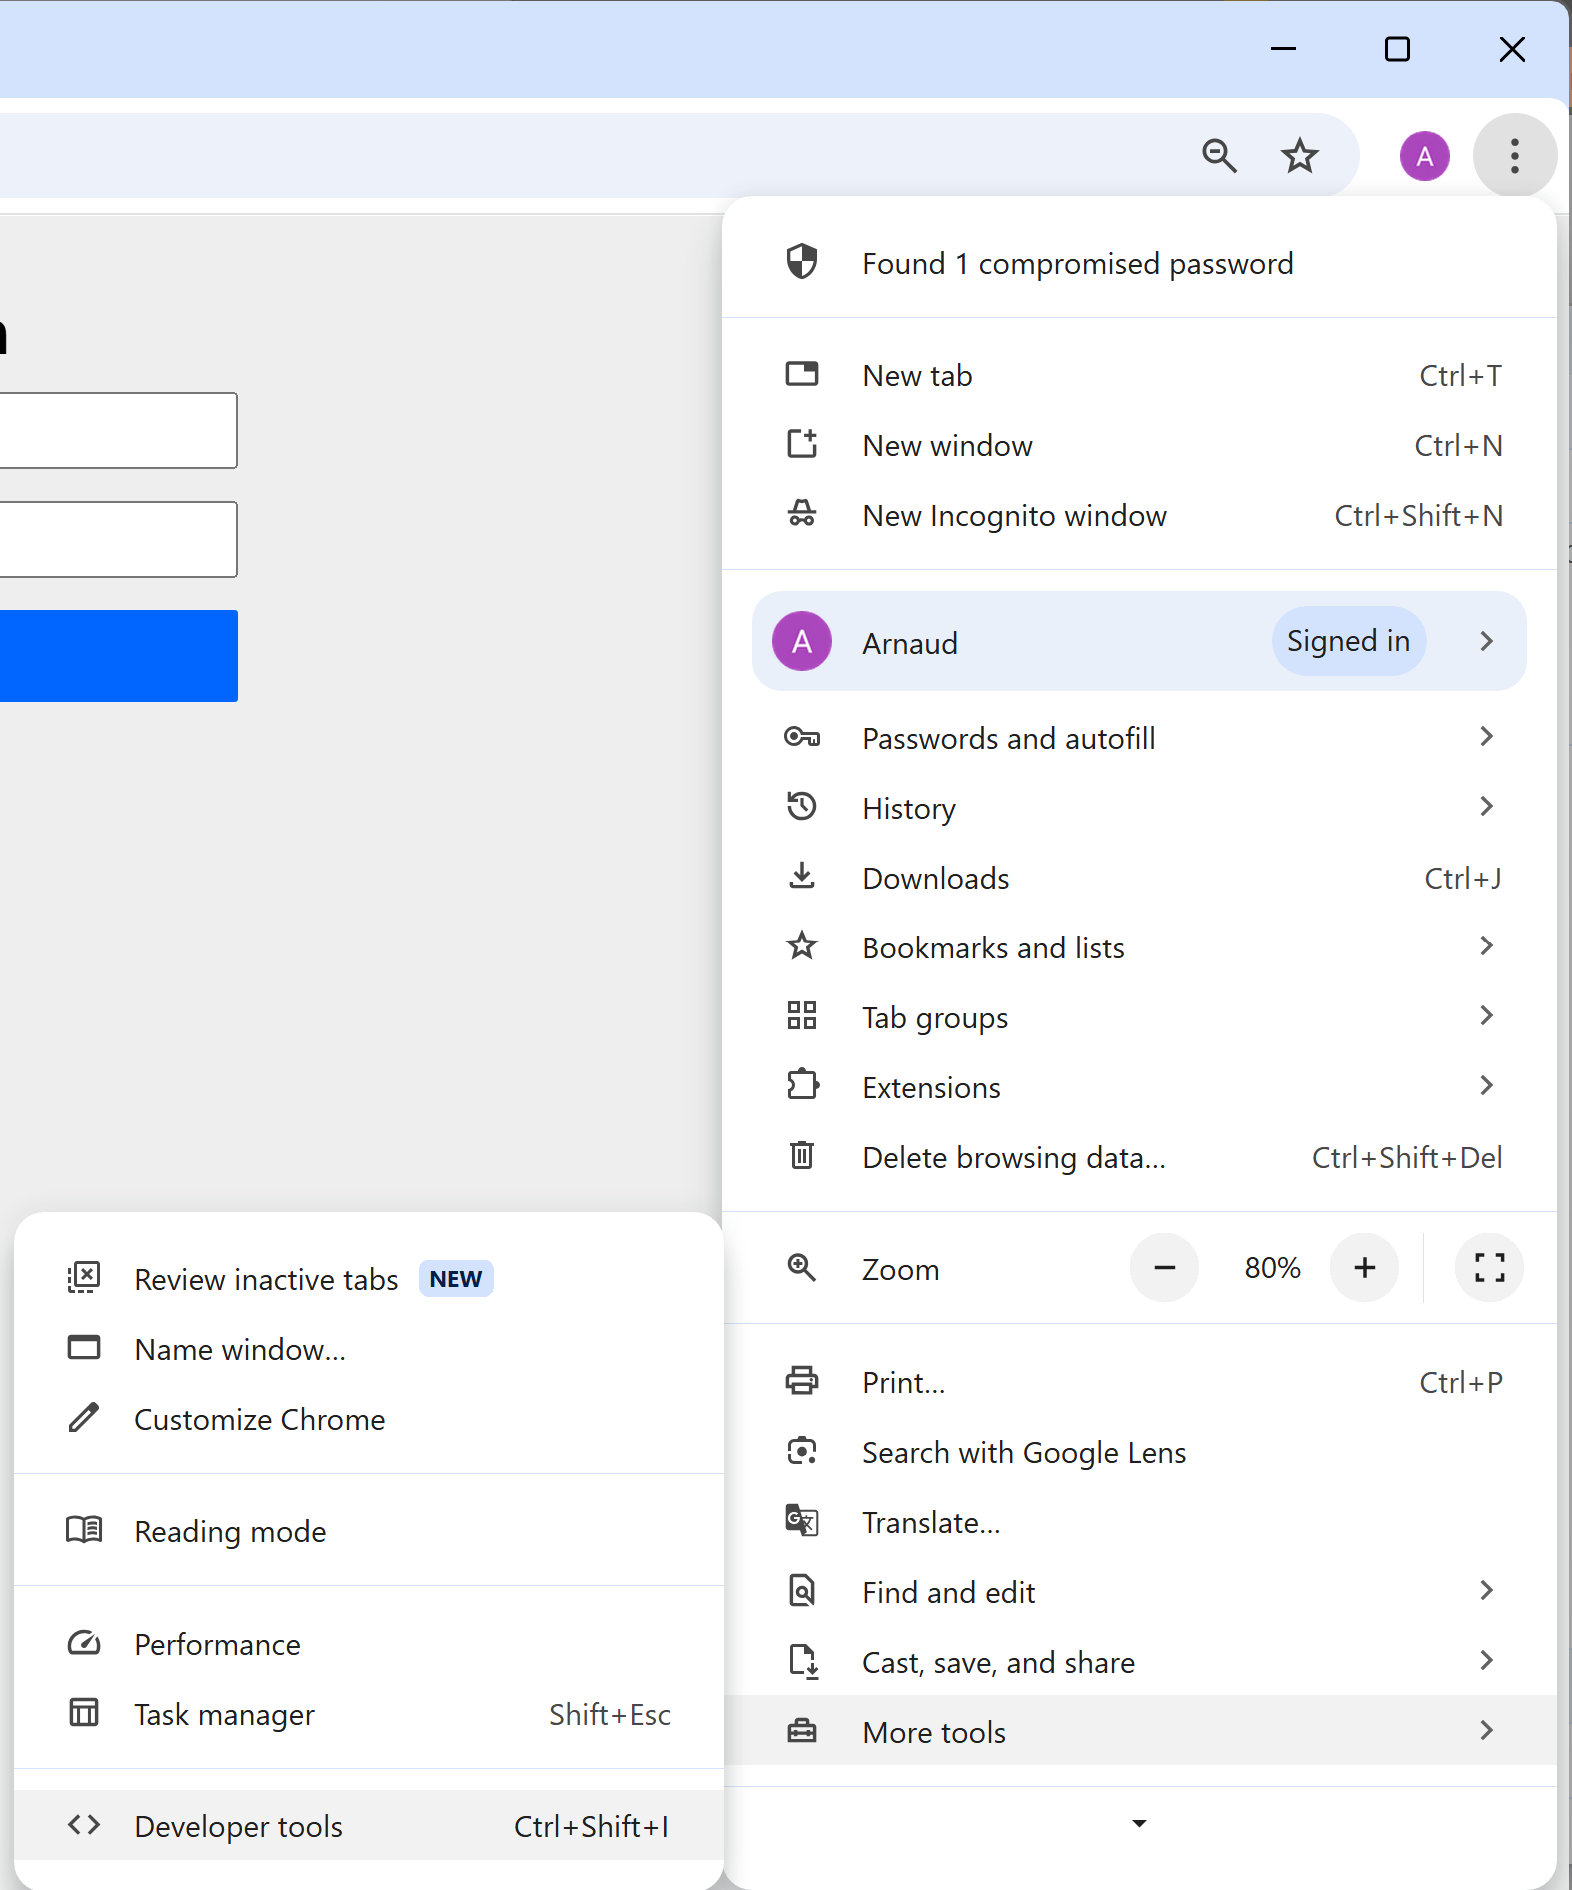 A
Found 1 compromised password
New tab Ctrl+T
New window Ctrl+N
New Incognito window Ctrl+Shift+N
A Arnaud Signed in
Passwords and autofill
History
Downloads Ctrl+J
Bookmarks and lists
Tab groups
Extensions
Delete browsing data... Ctrl+Shift+Del
Zoom 80%
Print... Ctrl+P
Search with Google Lens
Translate...
Find and edit
Cast, save, and share
More tools
Review inactive tabs NEW
Name window...
Customize Chrome
Reading mode
Performance
Task manager Shift+Esc
Developer tools Ctrl+Shift+I